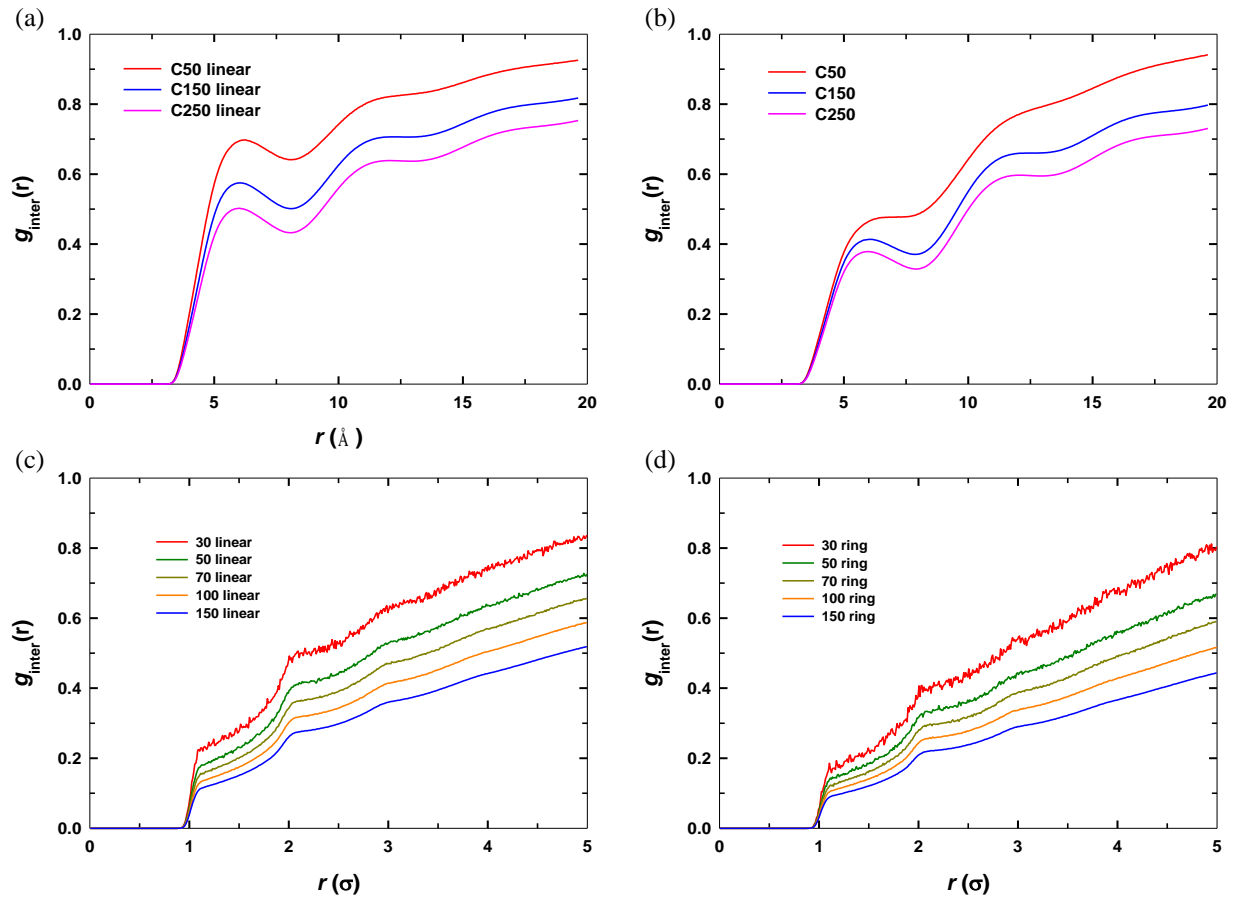 (a)
1.0
0.8
0.6
0.4
0.2
0.0
g_inter(r)
C50 linear
C150 linear
C250 linear
0 5 10 15 20
r (Å)
(b)
1.0
0.8
0.6
0.4
0.2
0.0
g_inter(r)
C50
C150
C250
0 5 10 15 20
(c)
1.0
0.8
0.6
0.4
0.2
0.0
g_inter(r)
30 linear
50 linear
70 linear
100 linear
150 linear
0 1 2 3 4 5
r (σ)
(d)
1.0
0.8
0.6
0.4
0.2
0.0
g_inter(r)
30 ring
50 ring
70 ring
100 ring
150 ring
0 1 2 3 4 5
r (σ)